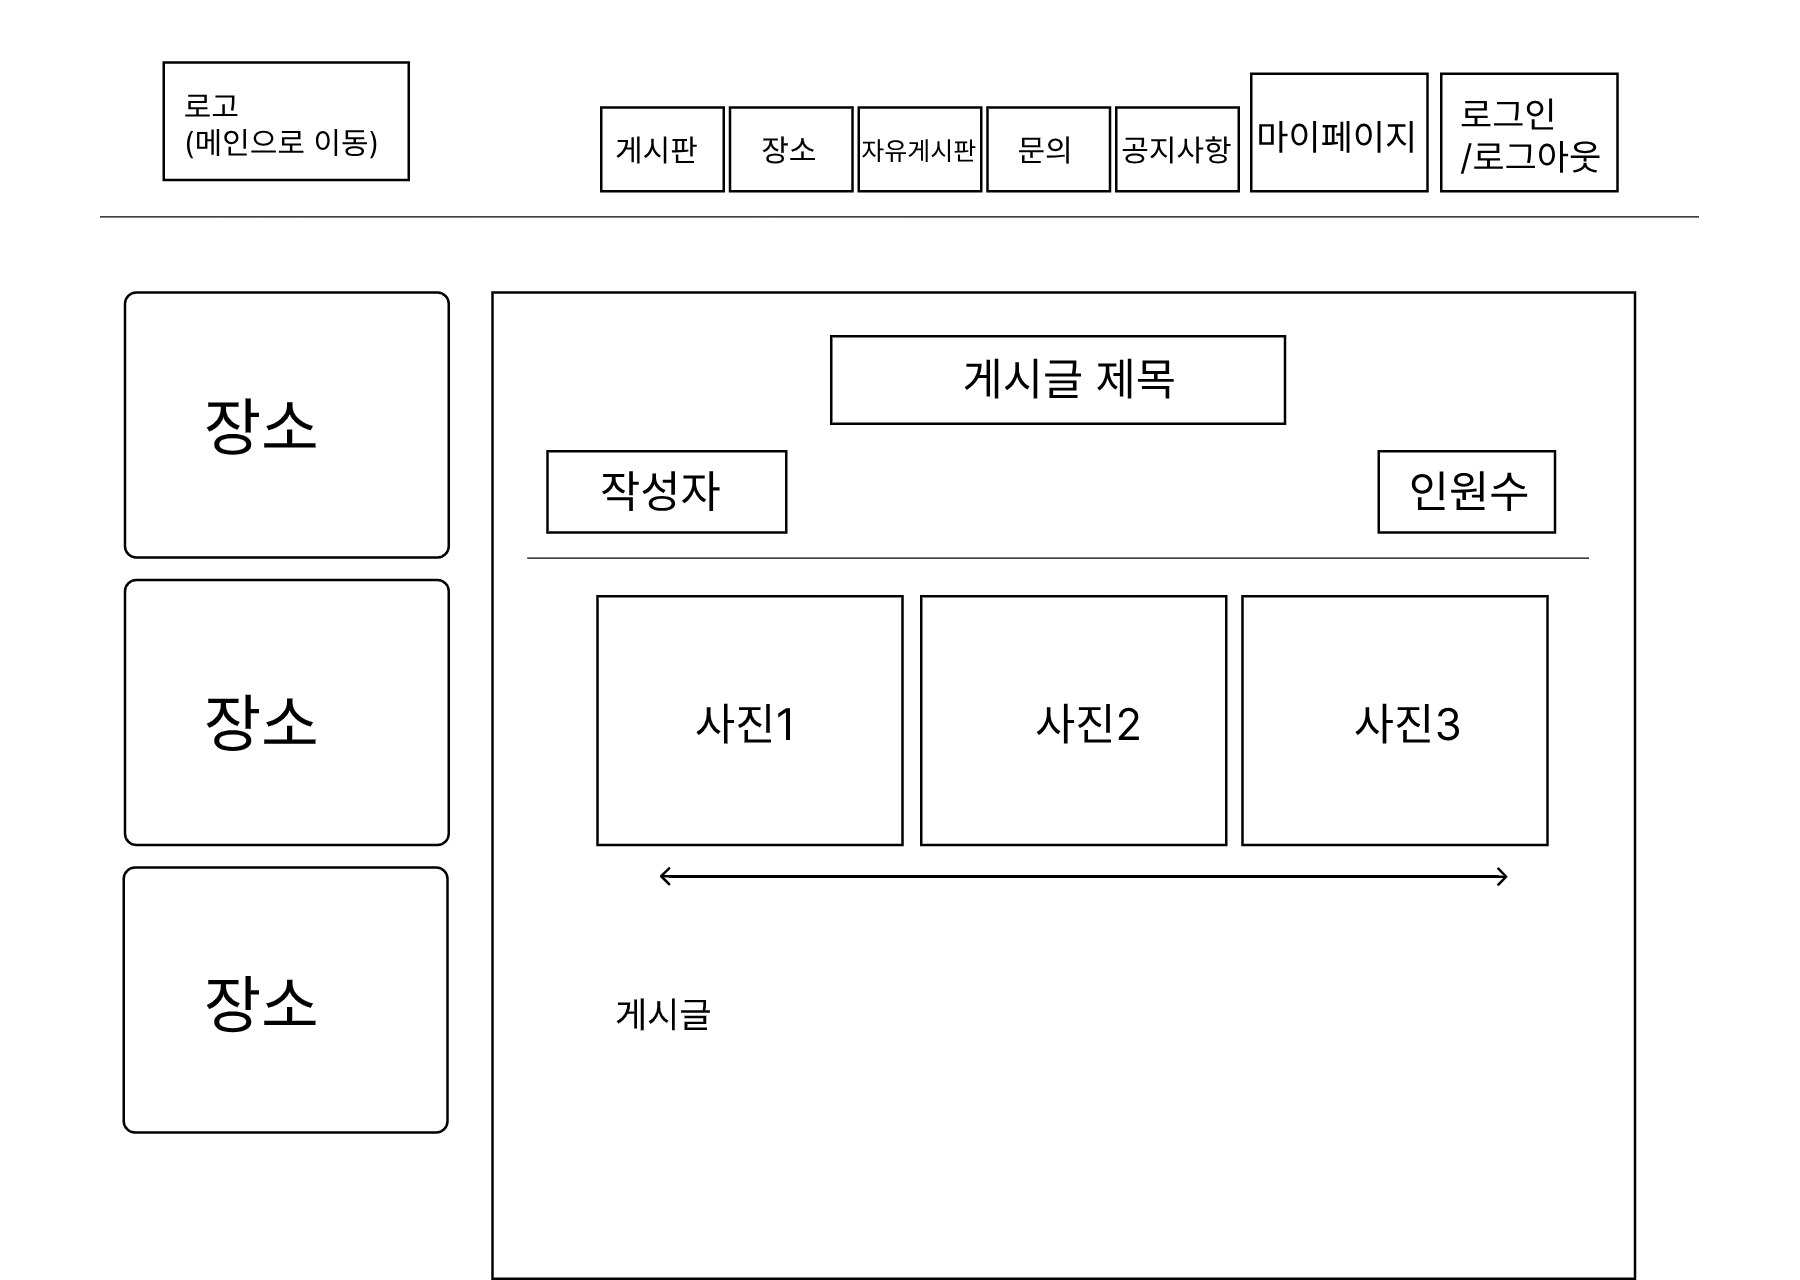 로고
(메인으로 이동)
게시판
장소
자유게시판
문의
공지사항
마이페이지
로그인
/로그아웃
장소
장소
장소
게시글 제목
작성자
인원수
사진1
사진2
사진3
게시글